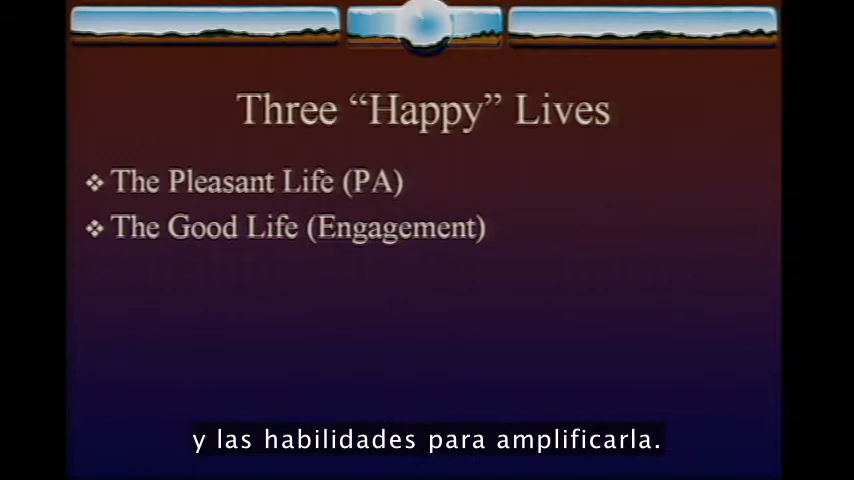 Three “Happy” Lives
❖ The Pleasant Life (PA)
❖ The Good Life (Engagement)
y las habilidades para amplificarla.